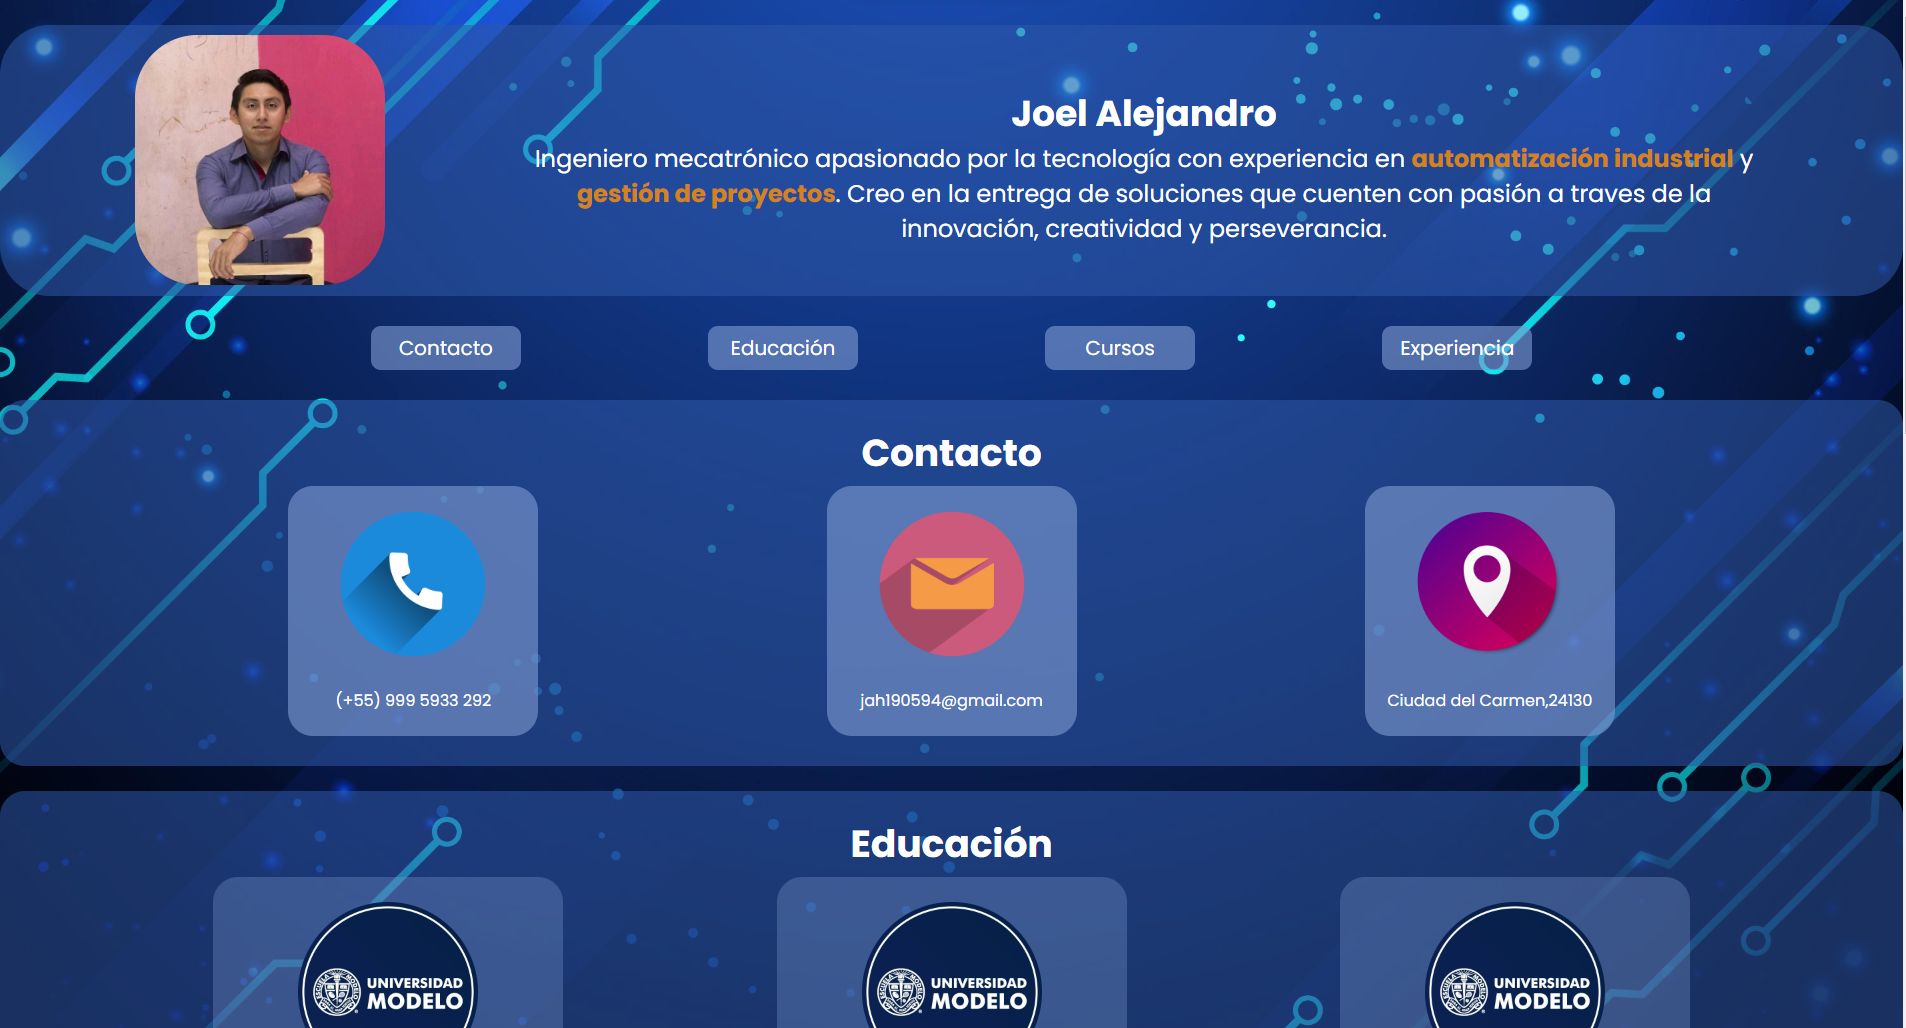 Joel Alejandro
Ingeniero mecatrónico apasionado por la tecnología con experiencia en automatización industrial y
gestión de proyectos. Creo en la entrega de soluciones que cuenten con pasión a traves de la
innovación, creatividad y perseverancia.
Contacto
Educación
Cursos
Experiencia
Contacto
(+55) 999 5933 292
jah190594@gmail.com
Ciudad del Carmen,24130
Educación
UNIVERSIDAD
MODELO
UNIVERSIDAD
MODELO
UNIVERSIDAD
MODELO